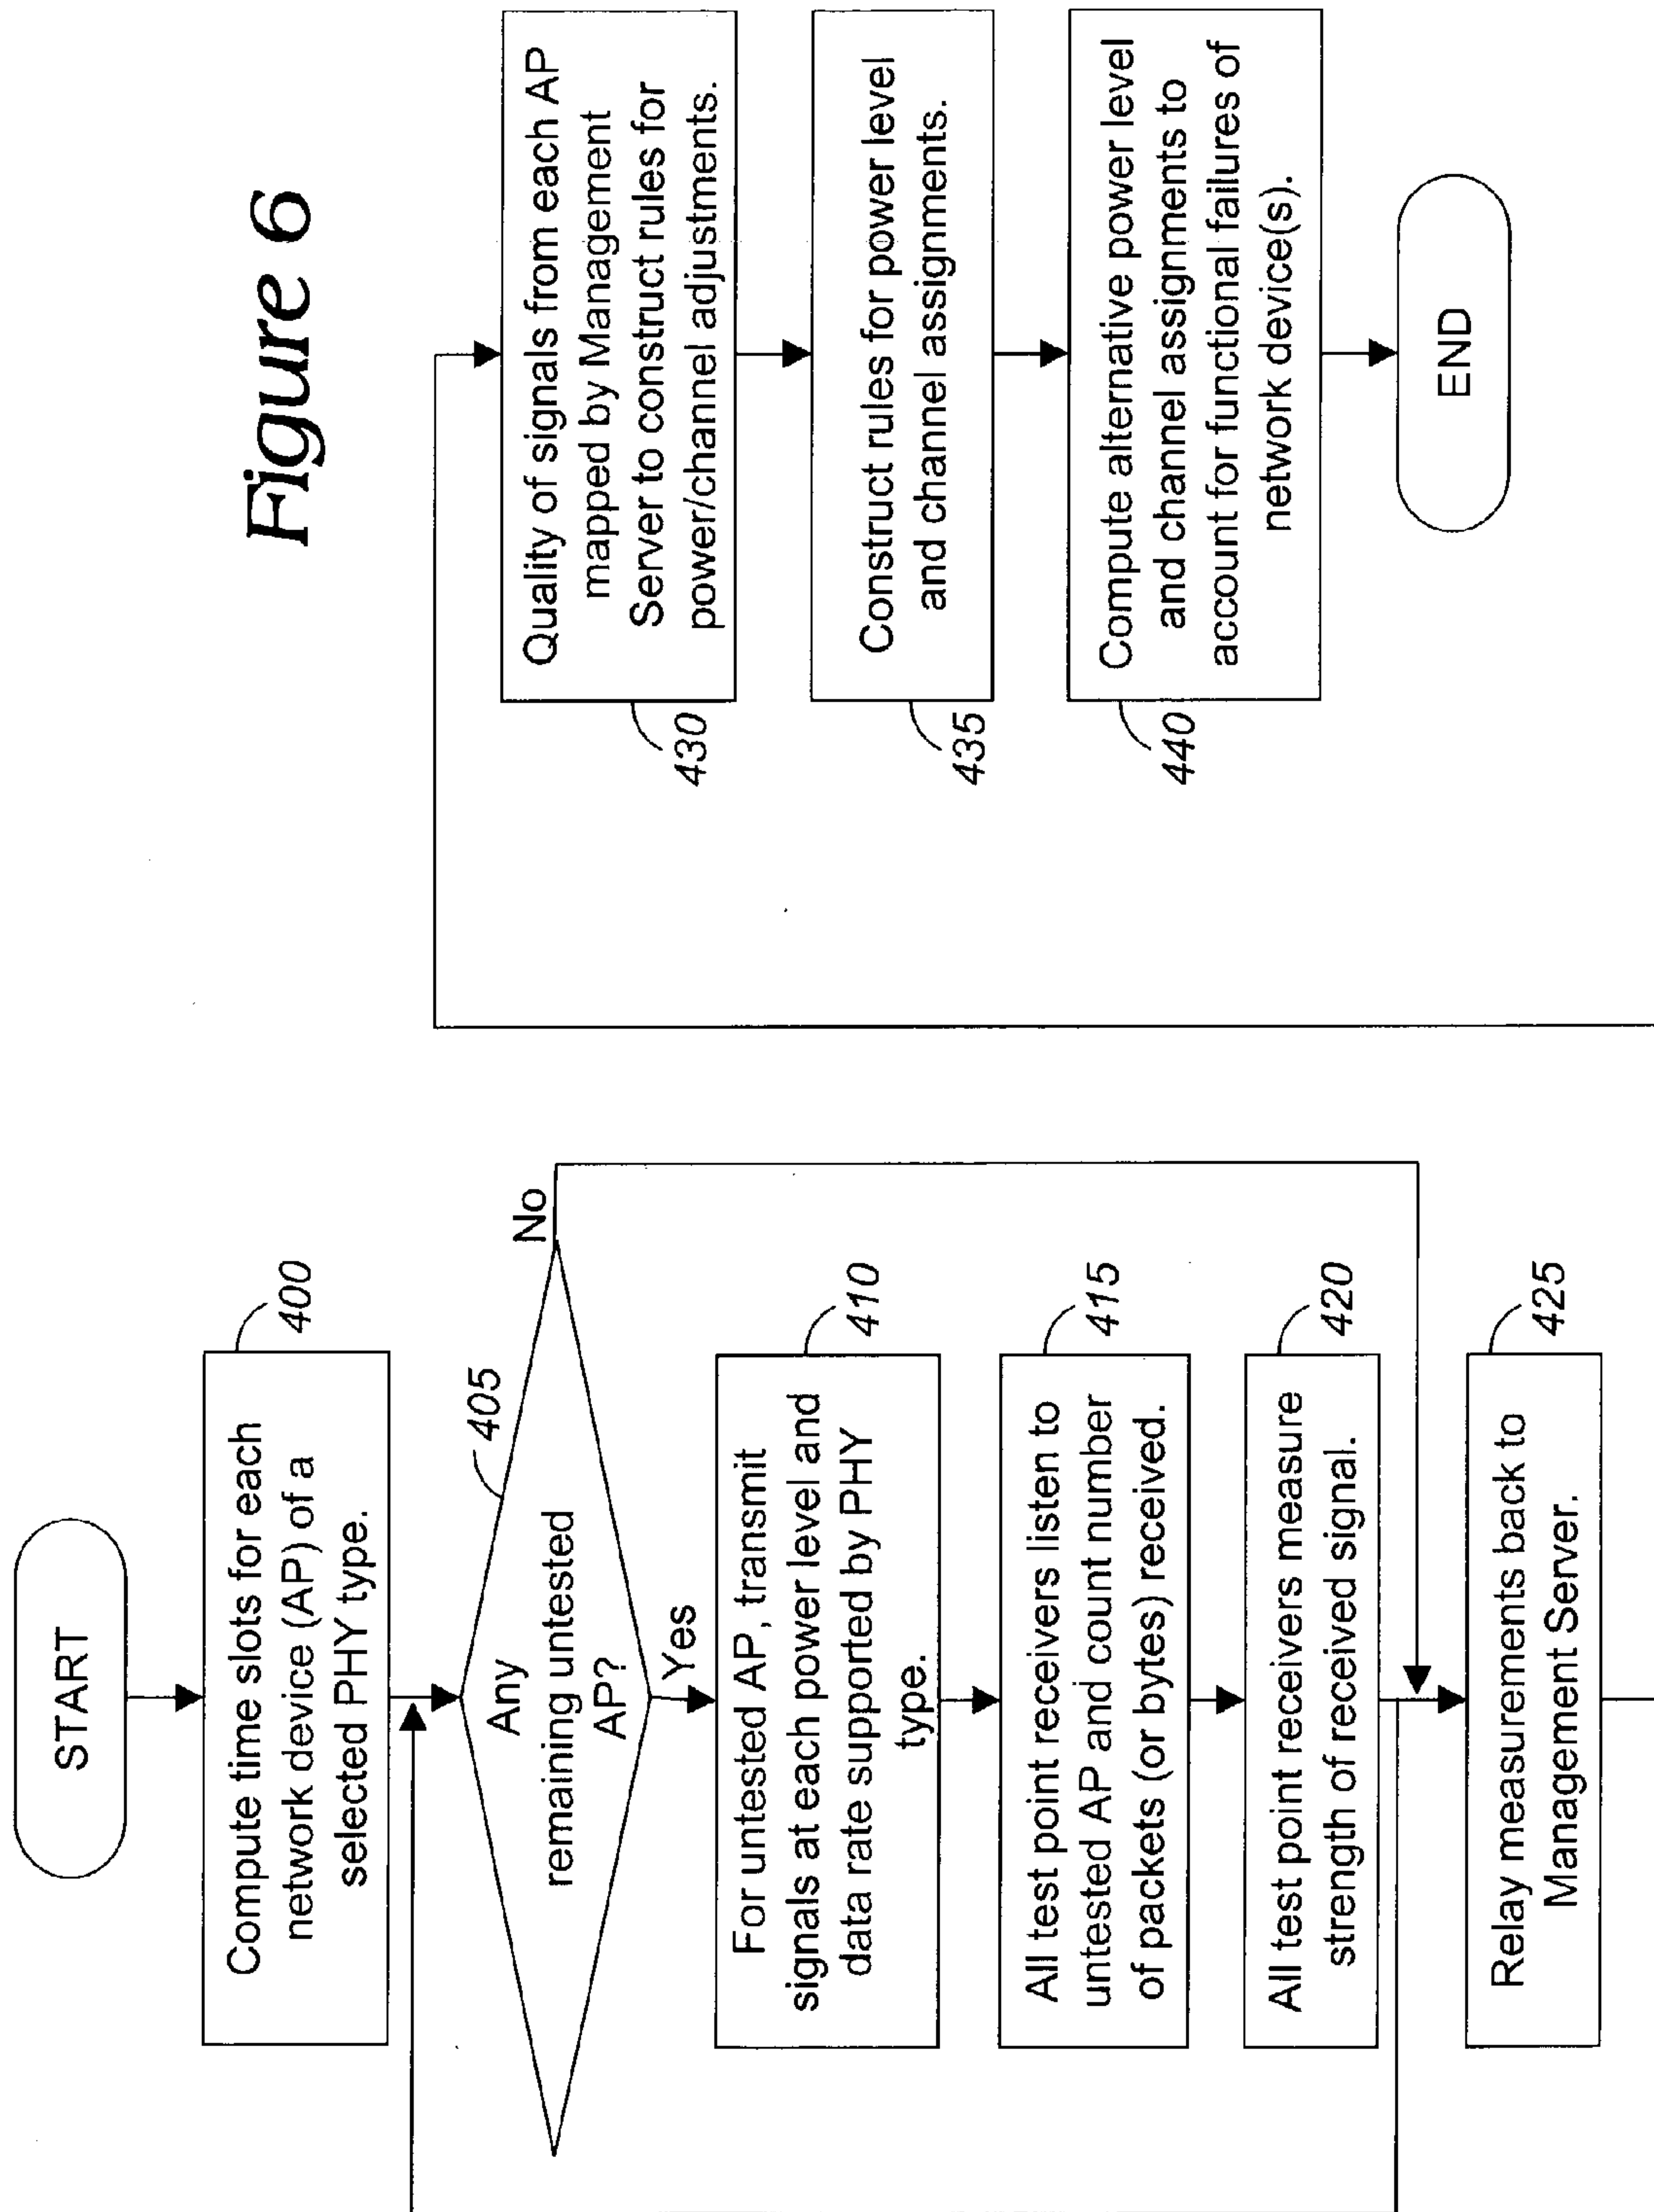 Figure 6
START
Compute time slots for each
network device (AP) of a
selected PHY type.
400
405
Any
remaining untested
AP?
No
Yes
For untested AP, transmit
signals at each power level and
data rate supported by PHY
type.
410
All test point receivers listen to
untested AP and count number
of packets (or bytes) received.
415
All test point receivers measure
strength of received signal.
420
Relay measurements back to
Management Server.
425
Quality of signals from each AP
mapped by Management
Server to construct rules for
power/channel adjustments.
430
Construct rules for power level
and channel assignments.
435
Compute alternative power level
and channel assignments to
account for functional failures of
network device(s).
440
END